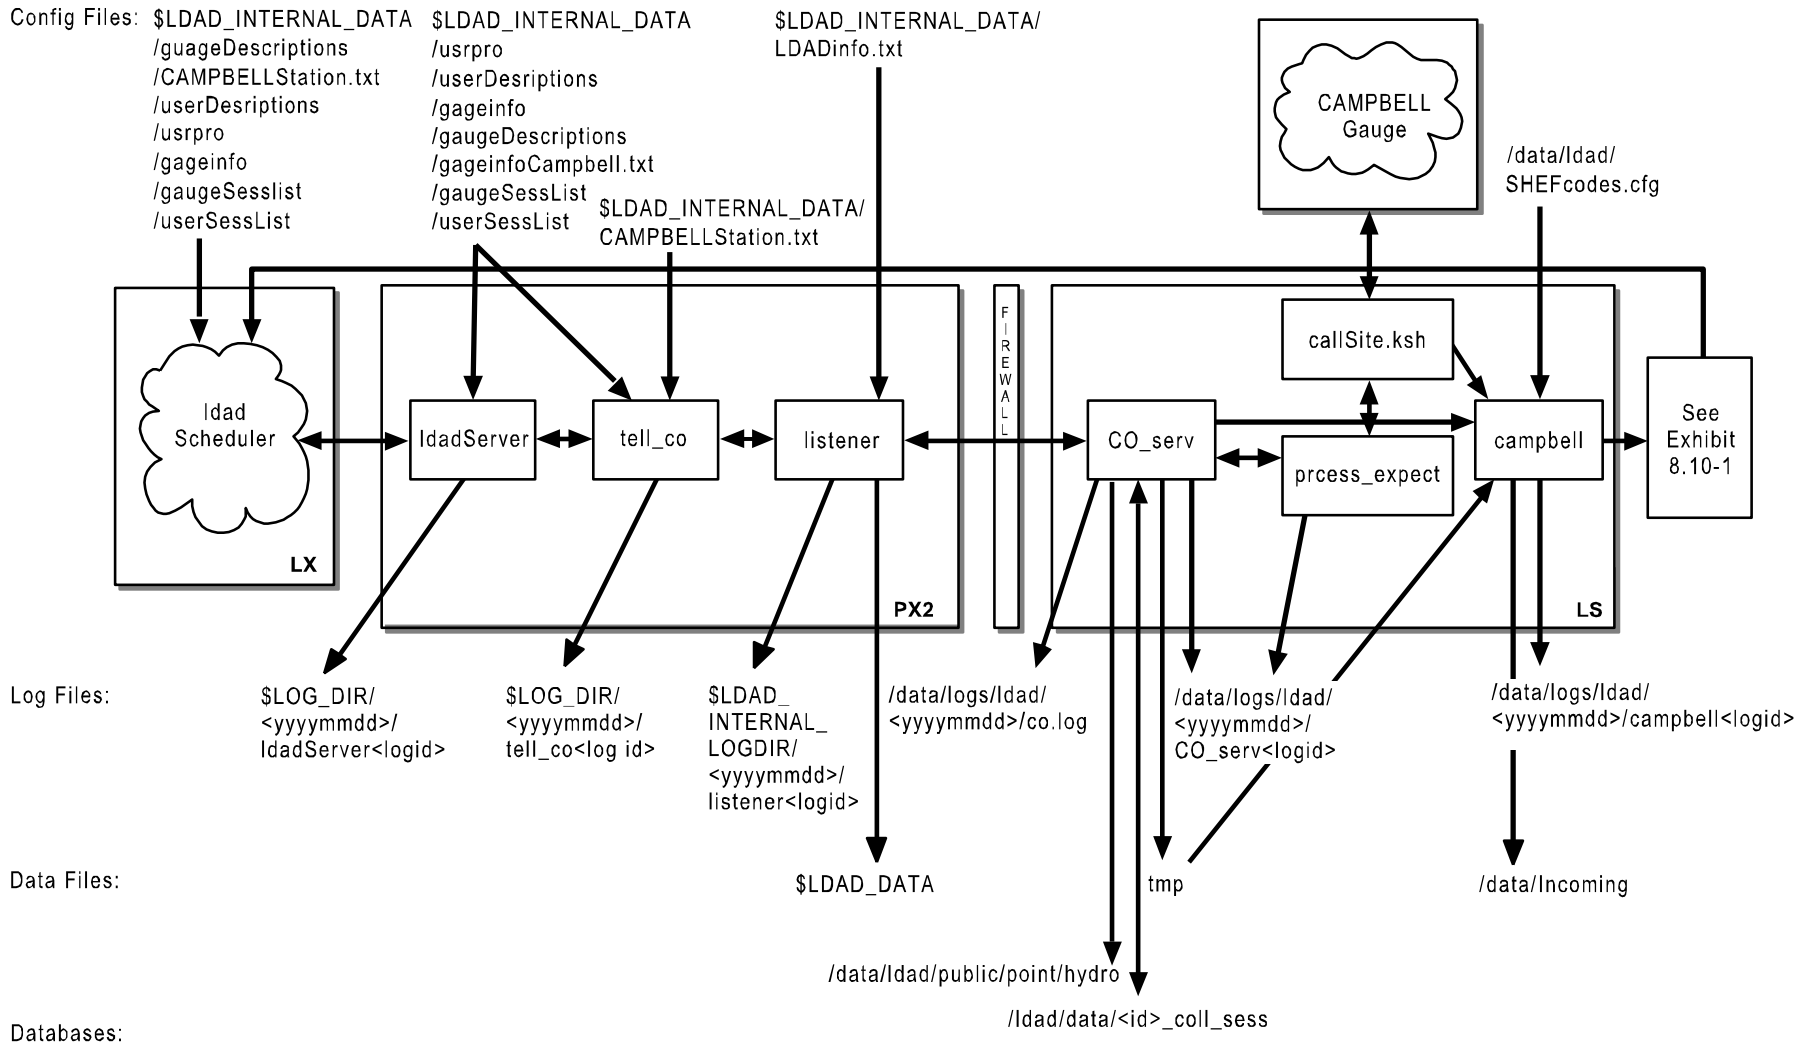 Config Files:
$LDAD_INTERNAL_DATA
/guageDescriptions
/CAMPBELLStation.txt
/userDesriptions
/usrpro
/gageinfo
/gaugeSesslist
/userSessList
$LDAD_INTERNAL_DATA
/usrpro
/userDesriptions
/gageinfo
/gaugeDescriptions
/gageinfoCampbell.txt
/gaugeSessList
/userSessList
$LDAD_INTERNAL_DATA/
CAMPBELLStation.txt
$LDAD_INTERNAL_DATA/
LDADinfo.txt
CAMPBELL
Gauge
/data/ldad/
SHEFcodes.cfg
ldad
Scheduler
LX
ldadServer
tell_co
listener
PX2
FIREWALL
CO_serv
callSite.ksh
prcess_expect
campbell
LS
See
Exhibit
8.10-1
Log Files:
$LOG_DIR/
<yyyymmdd>/
ldadServer<logid>
$LOG_DIR/
<yyyymmdd>/
tell_co<log id>
$LDAD_
INTERNAL_
LOGDIR/
<yyyymmdd>/
listener<logid>
/data/logs/ldad/
<yyyymmdd>/co.log
/data/logs/ldad/
<yyyymmdd>/
CO_serv<logid>
/data/logs/ldad/
<yyyymmdd>/campbell<logid>
Data Files:
$LDAD_DATA
tmp
/data/Incoming
/data/ldad/public/point/hydro
/ldad/data/<id>_coll_sess
Databases: